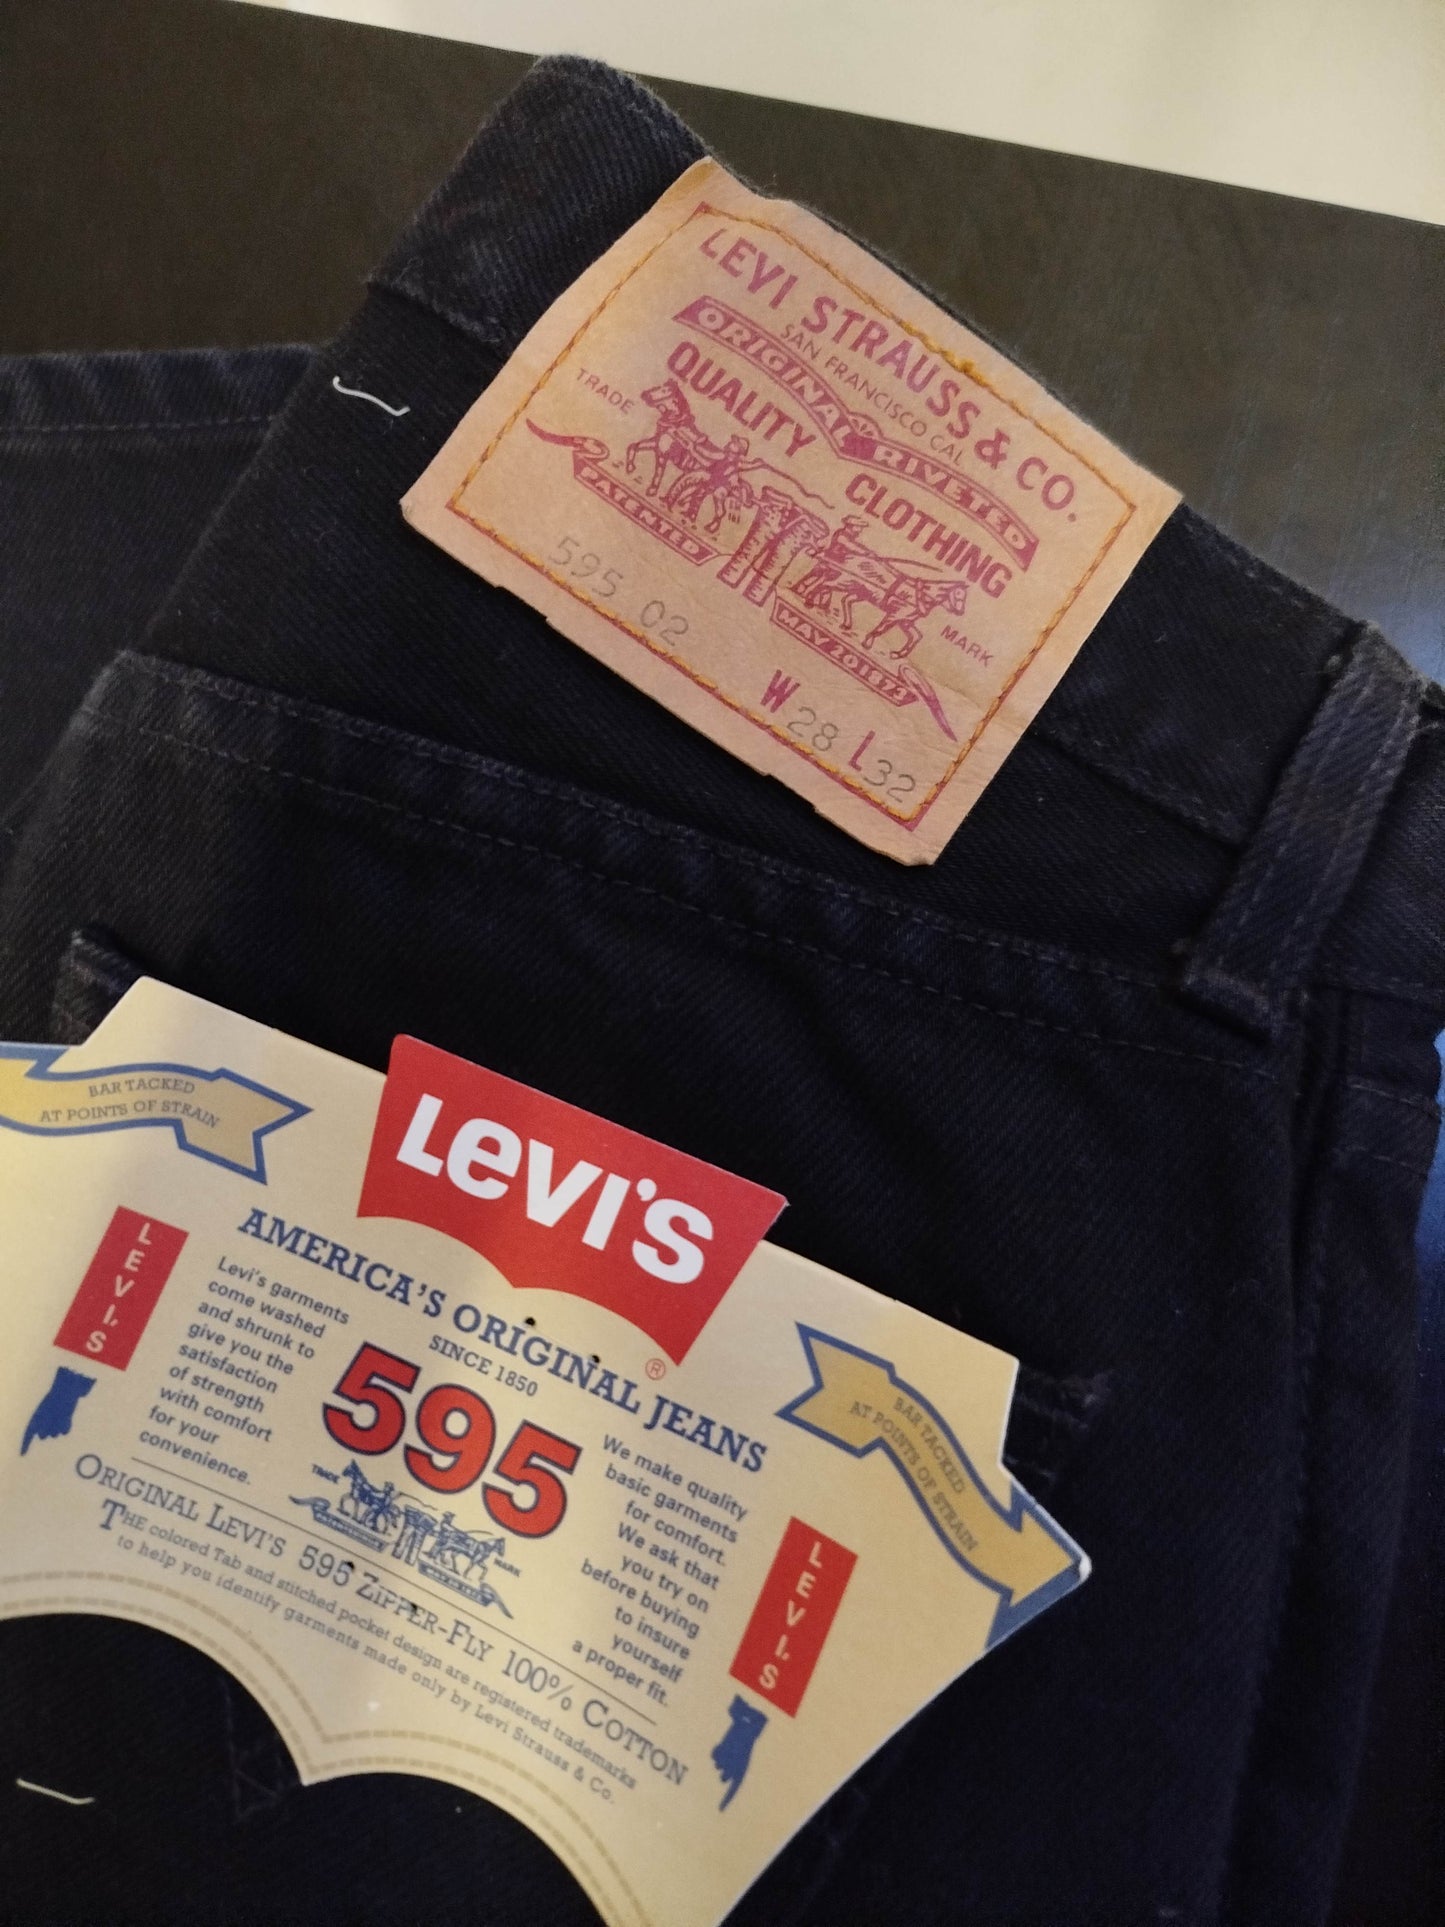 LEVI STRAUSS & CO.
SAN FRANCISCO CAL
ORIGINAL RIVETED
QUALITY CLOTHING
TRADE MARK
PATENTED
MAY 20 1873
595 02
W 28 L 32
BAR TACKED
AT POINTS OF STRAIN
LEVI'S
AMERICA'S ORIGINAL JEANS
SINCE 1850
®
595
LEVI'S
Levi's garments
come washed
and shrunk to
give you the
satisfaction
of strength
with comfort
for your
convenience.
TRADE MARK
We make quality
basic garments
for comfort.
We ask that
you try on
before buying
to insure
yourself
a proper fit.
BAR TACKED
AT POINTS OF STRAIN
LEVI'S
ORIGINAL LEVI'S 595 ZIPPER-FLY 100% COTTON
THE colored Tab and stitched pocket design are registered trademarks
to help you identify garments made only by Levi Strauss & Co.